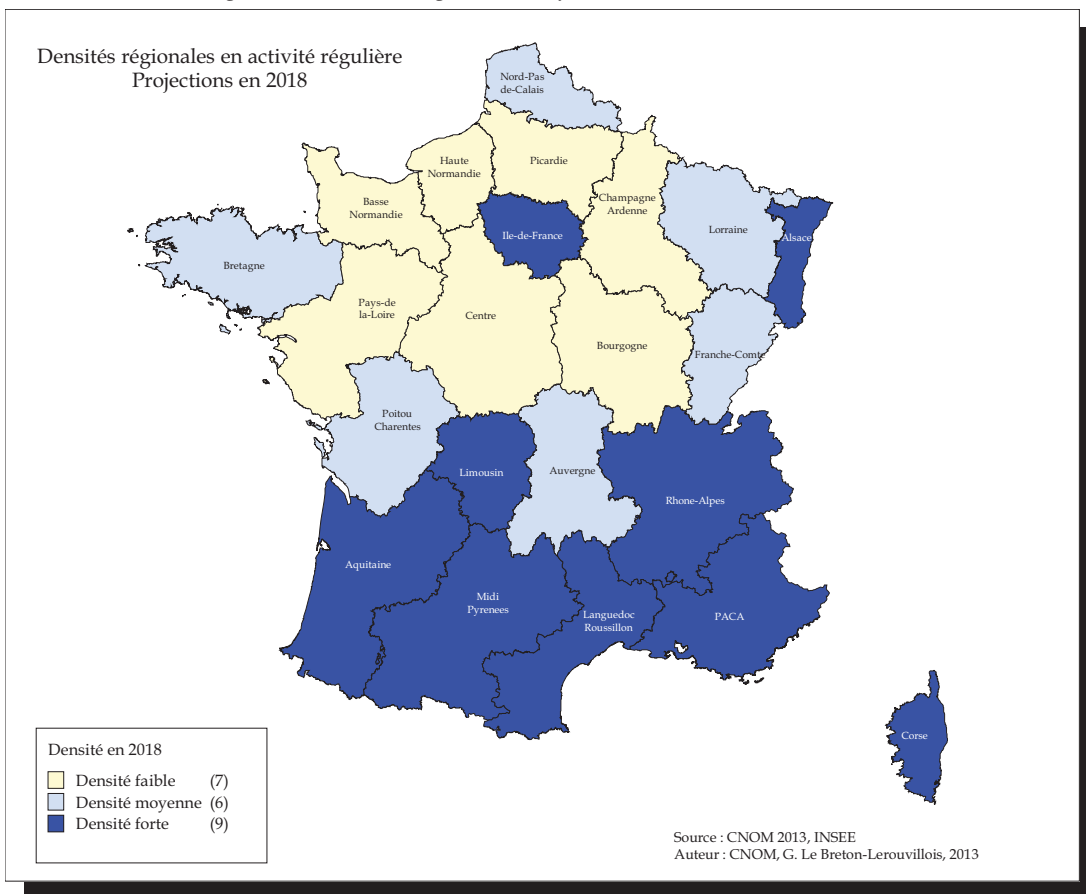 Densités régionales en activité régulière
Projections en 2018
Nord-Pas
de-Calais
Haute
Normandie
Picardie
Basse
Normandie
Champagne
Ardenne
Ile-de-France
Lorraine
Alsace
Bretagne
Pays-de
la-Loire
Centre
Bourgogne
Franche-Comte
Poitou
Charentes
Limousin
Auvergne
Rhone-Alpes
Aquitaine
Midi
Pyrenees
Languedoc
Roussillon
PACA
Corse
Densité en 2018
Densité faible (7)
Densité moyenne (6)
Densité forte (9)
Source : CNOM 2013, INSEE
Auteur : CNOM, G. Le Breton-Lerouvillois, 2013